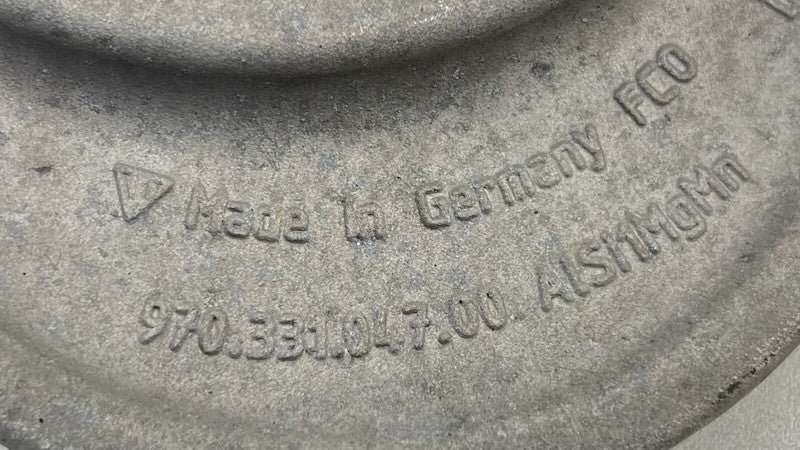 Made in Germany FCO
970.331.047.00 AlSi1MgMn